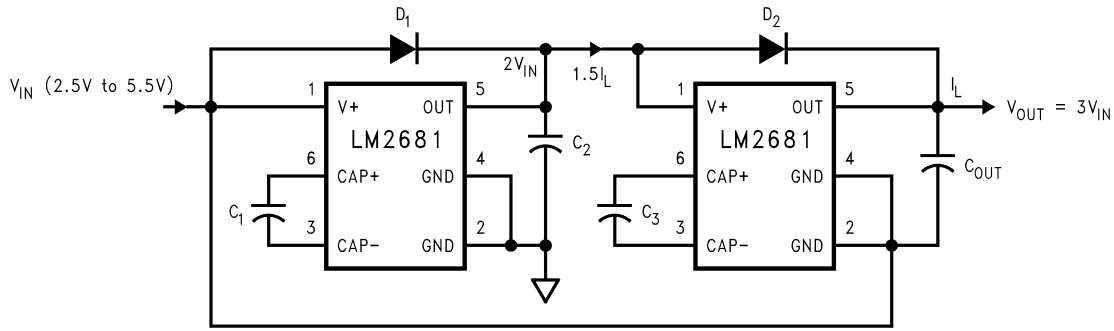 D1
D2
VIN (2.5V to 5.5V)
2VIN
1.5IL
IL
VOUT = 3VIN
1
V+
OUT
5
LM2681
6
CAP+
GND
4
C1
3
CAP−
GND
2
C2
1
V+
OUT
5
LM2681
6
CAP+
GND
4
C3
3
CAP−
GND
2
COUT